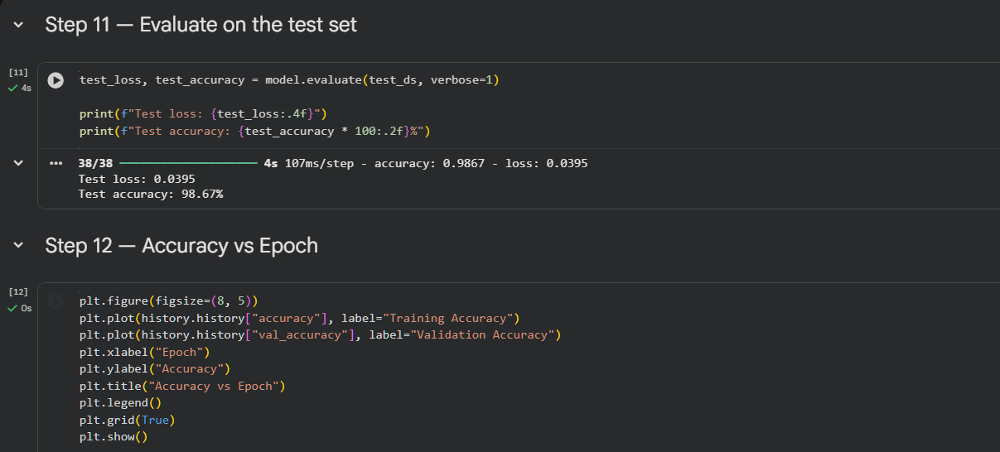 Step 11 — Evaluate on the test set
[11]
4s
test_loss, test_accuracy = model.evaluate(test_ds, verbose=1)
print(f"Test loss: {test_loss:.4f}")
print(f"Test accuracy: {test_accuracy * 100:.2f}%")
38/38 ━━━━━━━━━━━━━━━━━━━━ 4s 107ms/step - accuracy: 0.9867 - loss: 0.0395
Test loss: 0.0395
Test accuracy: 98.67%
Step 12 — Accuracy vs Epoch
[12]
0s
plt.figure(figsize=(8, 5))
plt.plot(history.history["accuracy"], label="Training Accuracy")
plt.plot(history.history["val_accuracy"], label="Validation Accuracy")
plt.xlabel("Epoch")
plt.ylabel("Accuracy")
plt.title("Accuracy vs Epoch")
plt.legend()
plt.grid(True)
plt.show()